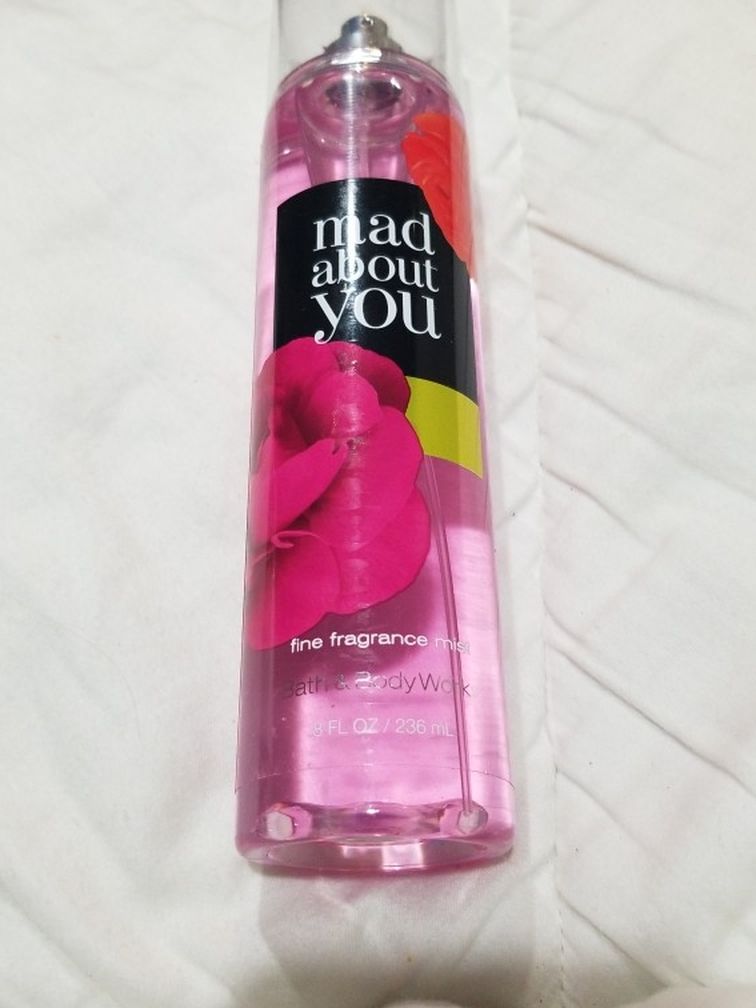 mad
about
you
fine fragrance mist
Bath & Body Works
8 FL OZ / 236 mL